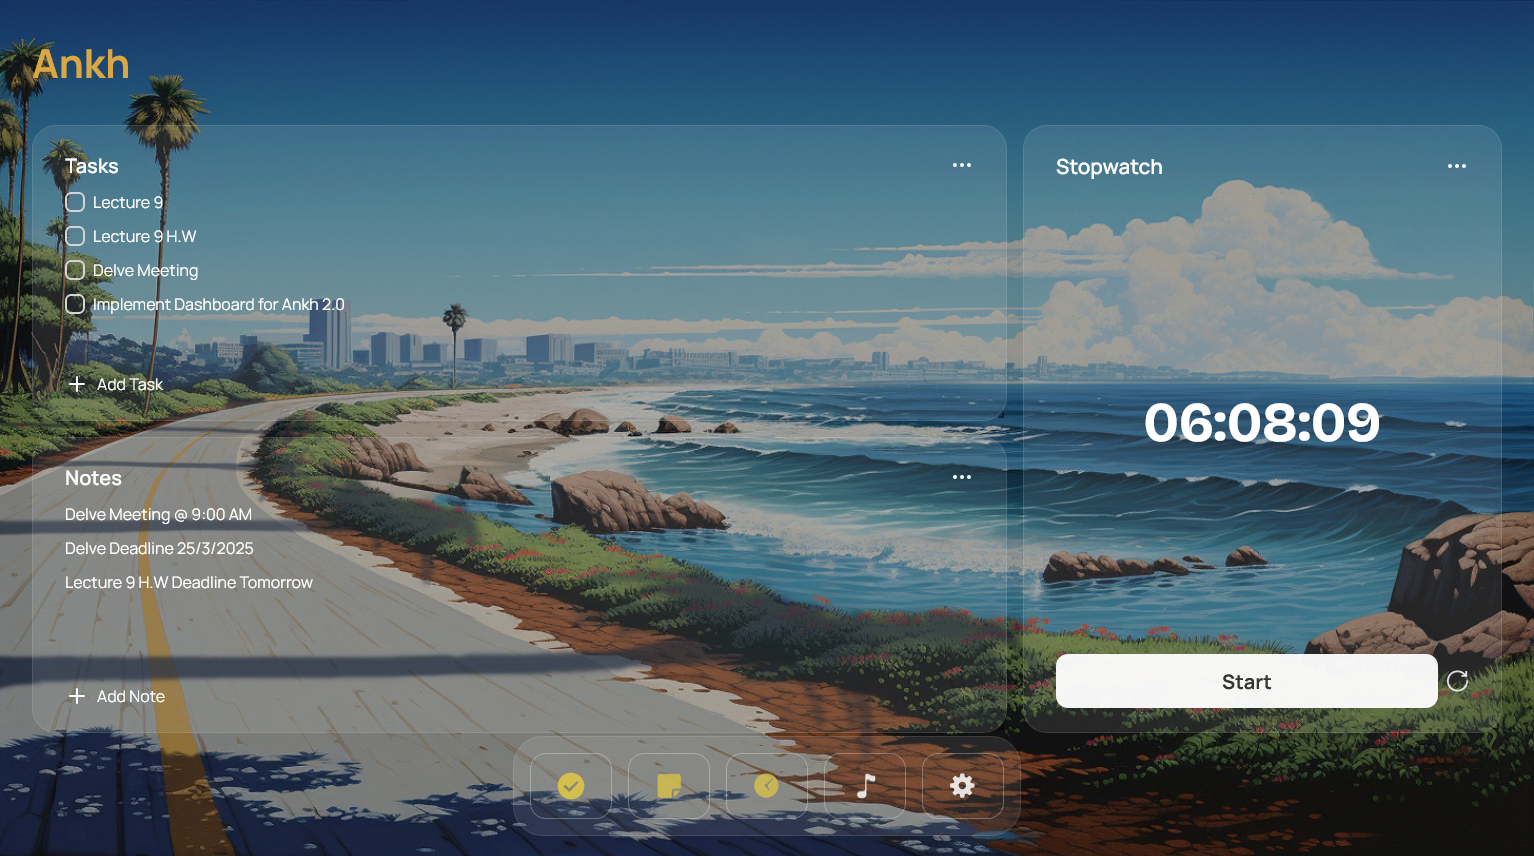 Ankh
Tasks
Lecture 9
Lecture 9 H.W
Delve Meeting
Implement Dashboard for Ankh 2.0
Add Task
Notes
Delve Meeting @ 9:00 AM
Delve Deadline 25/3/2025
Lecture 9 H.W Deadline Tomorrow
Add Note
Stopwatch
06:08:09
Start